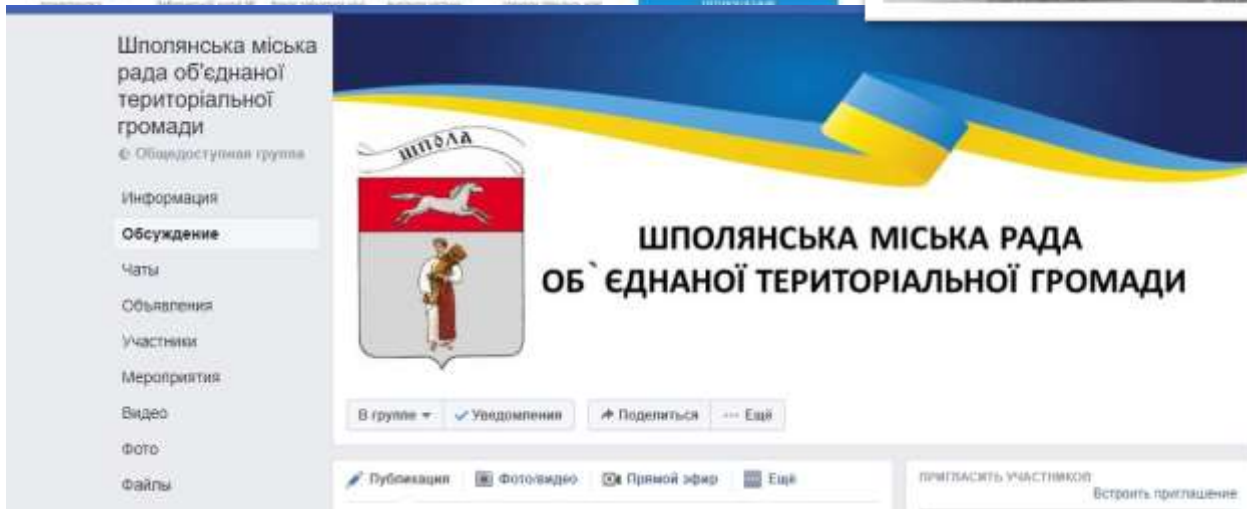 Шполянська міська
рада об'єднаної
територіальної
громади
Общедоступная группа
Информация
Обсуждение
Чаты
Объявления
Участники
Мероприятия
Видео
Фото
Файлы
шпола
ШПОЛЯНСЬКА МІСЬКА РАДА
ОБ`ЄДНАНОЇ ТЕРИТОРІАЛЬНОЇ ГРОМАДИ
В группе Уведомления Поделиться Ещё
Публикация Фото/видео Прямой эфир Ещё
ПРИГЛАСИТЬ УЧАСТНИКОВ
Встроить приглашение